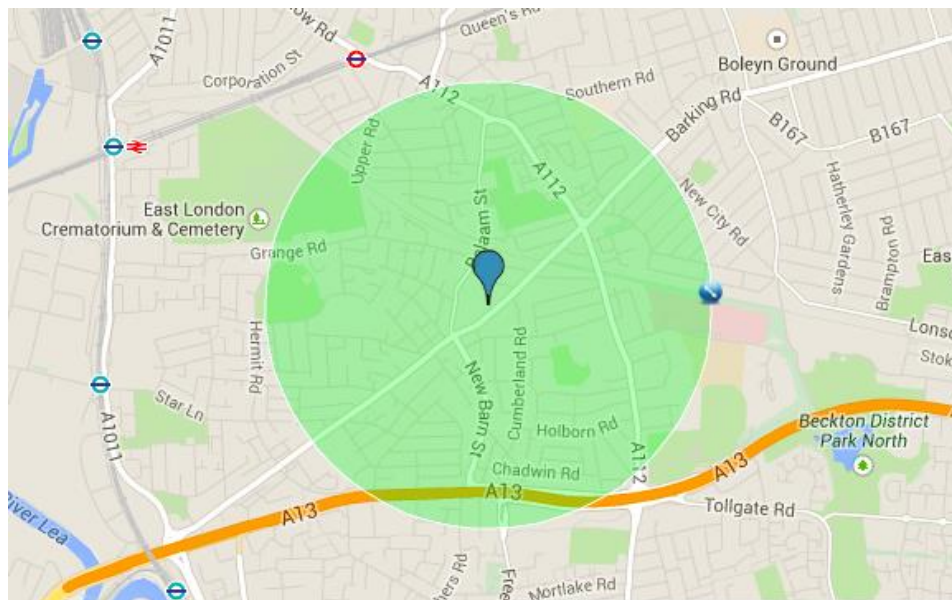 Queen's Rd
A1011
ow Rd
Corporation St
Boleyn Ground
A112
Southern Rd
Barking Rd
B167
B167
Upper Rd
A112
Hatherley Gardens
East London
Crematorium & Cemetery
New City Rd
Brampton Rd
Balaam St
Grange Rd
Eas
Lonsd
Hermit Rd
Cumberland Rd
Stok
New Barn St
Star Ln
A1011
Holborn Rd
Beckton District
Park North
A112
Chadwin Rd
A13
A13
A13
Tollgate Rd
River Lea
hers Rd
Free
Mortlake Rd